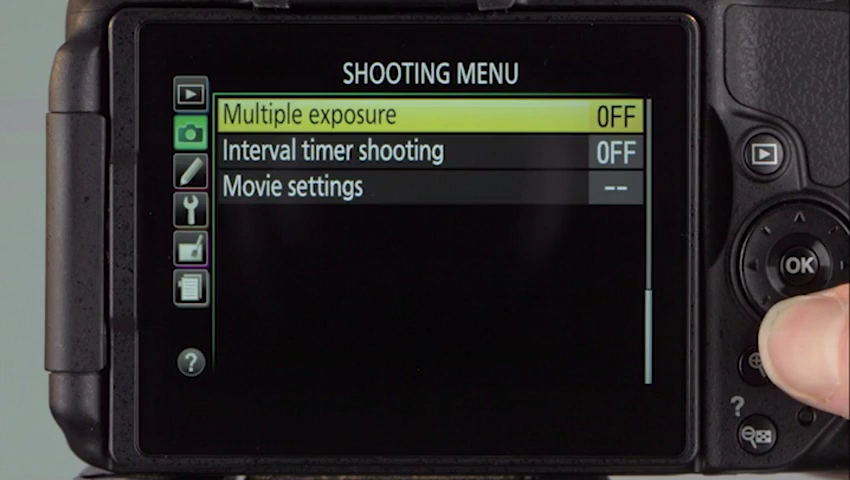 SHOOTING MENU
Multiple exposure OFF
Interval timer shooting OFF
Movie settings --
OK
?
?